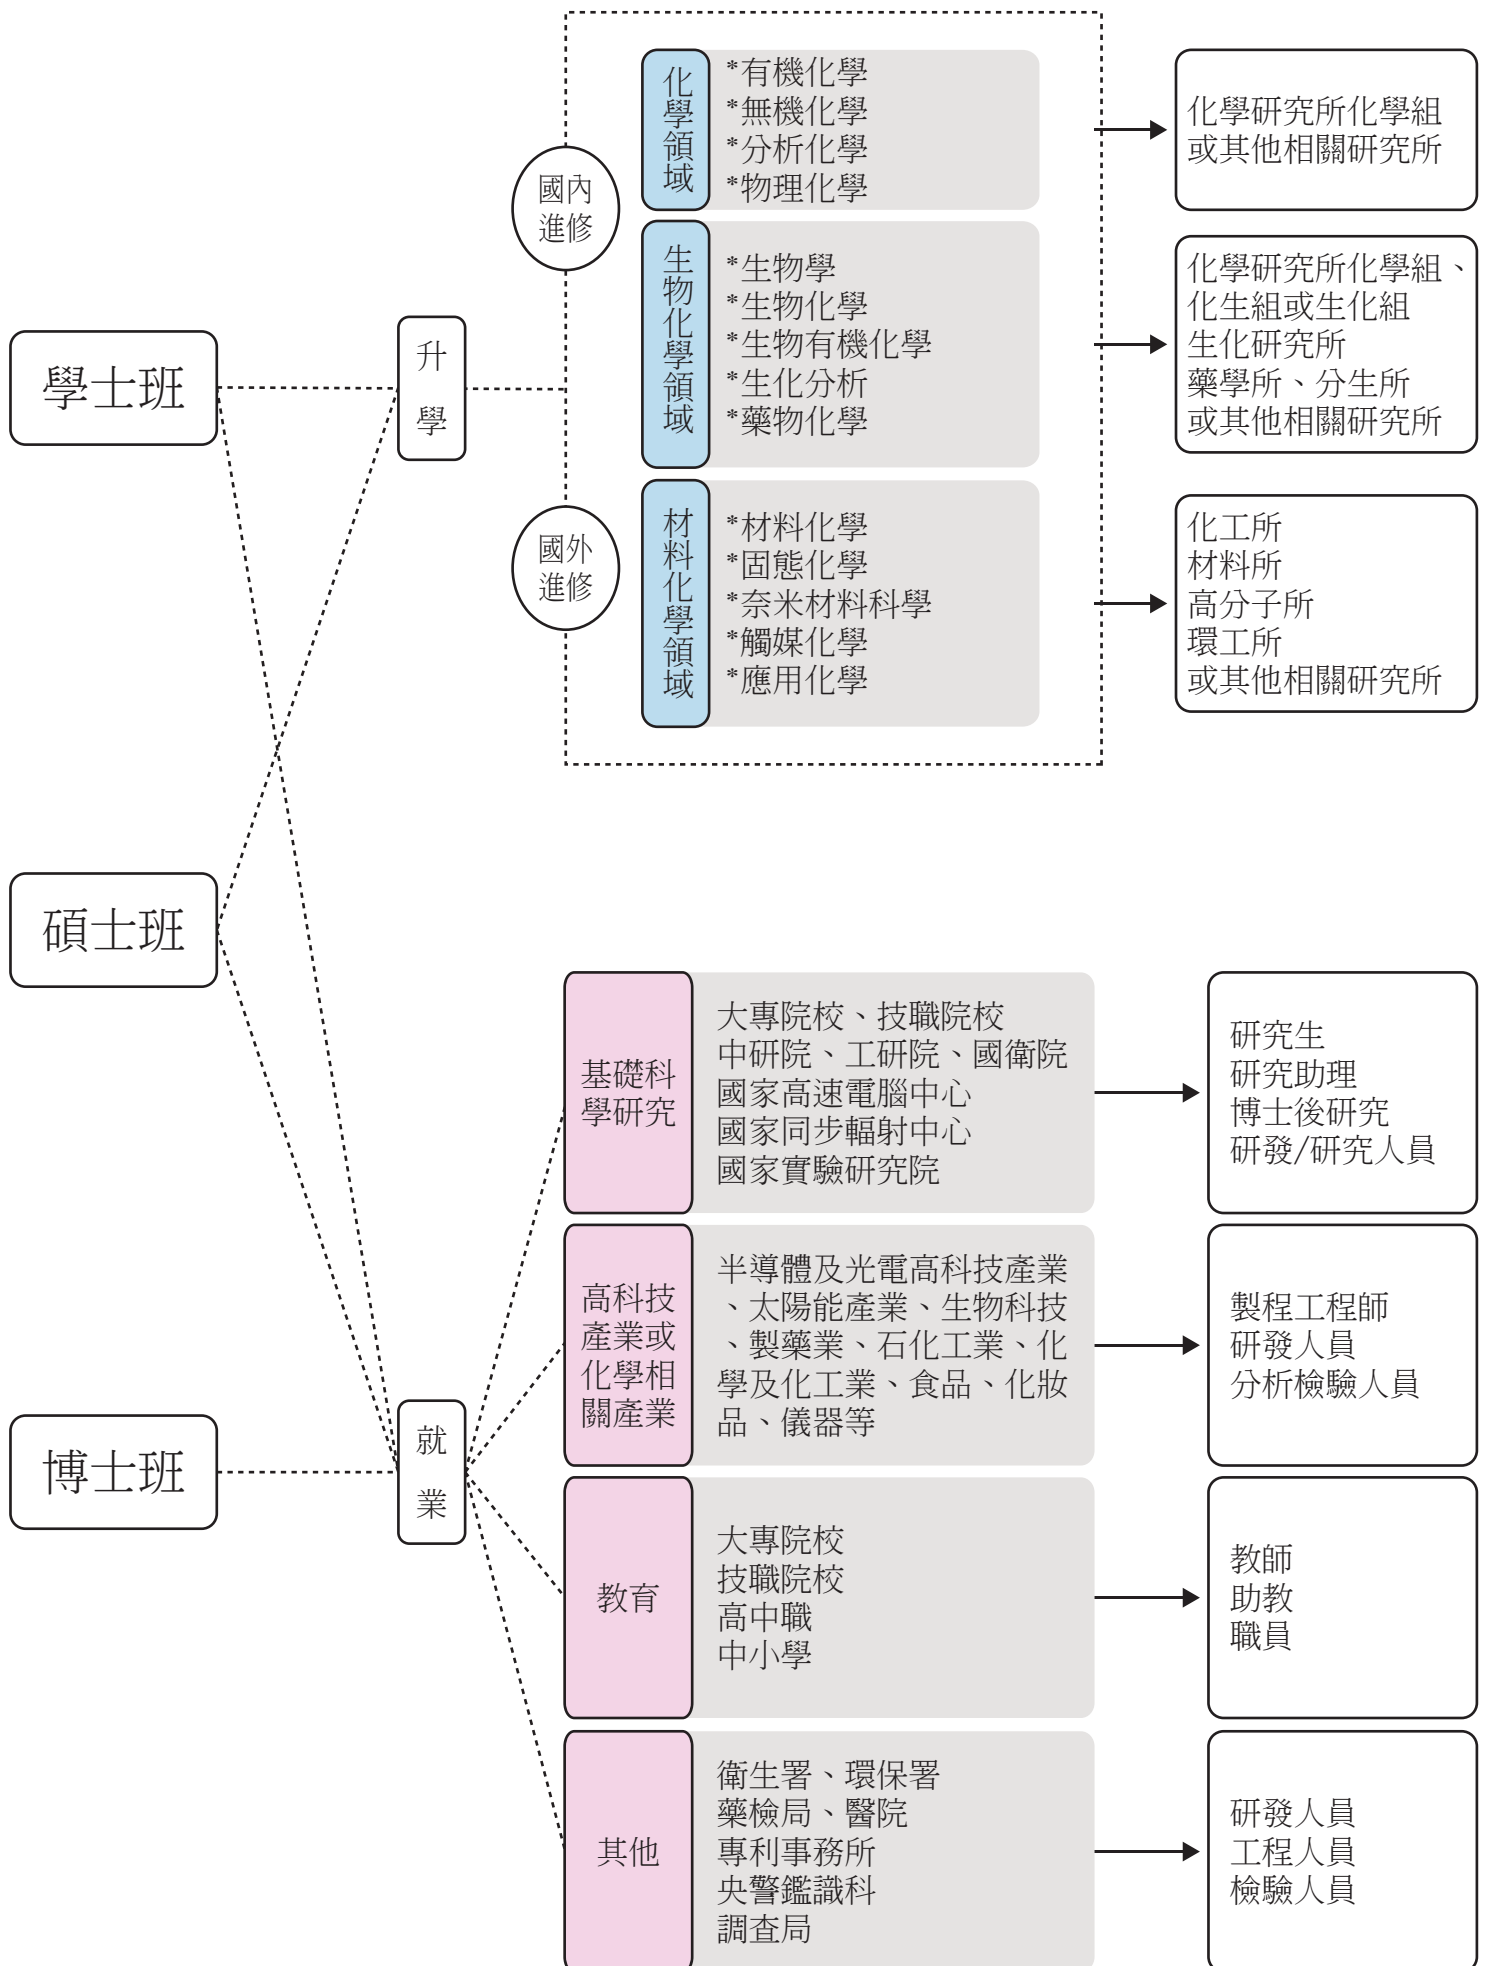 學士班
碩士班
博士班
升
學
國內
進修
國外
進修
化學領域
*有機化學
*無機化學
*分析化學
*物理化學
化學研究所化學組
或其他相關研究所
生物化學領域
*生物學
*生物化學
*生物有機化學
*生化分析
*藥物化學
化學研究所化學組、
化生組或生化組
生化研究所
藥學所、分生所
或其他相關研究所
材料化學領域
*材料化學
*固態化學
*奈米材料科學
*觸媒化學
*應用化學
化工所
材料所
高分子所
環工所
或其他相關研究所
就
業
基礎科
學研究
大專院校、技職院校
中研院、工研院、國衛院
國家高速電腦中心
國家同步輻射中心
國家實驗研究院
研究生
研究助理
博士後研究
研發/研究人員
高科技
產業或
化學相
關產業
半導體及光電高科技產業
、太陽能產業、生物科技
、製藥業、石化工業、化
學及化工業、食品、化妝
品、儀器等
製程工程師
研發人員
分析檢驗人員
教育
大專院校
技職院校
高中職
中小學
教師
助教
職員
其他
衛生署、環保署
藥檢局、醫院
專利事務所
央警鑑識科
調查局
研發人員
工程人員
檢驗人員